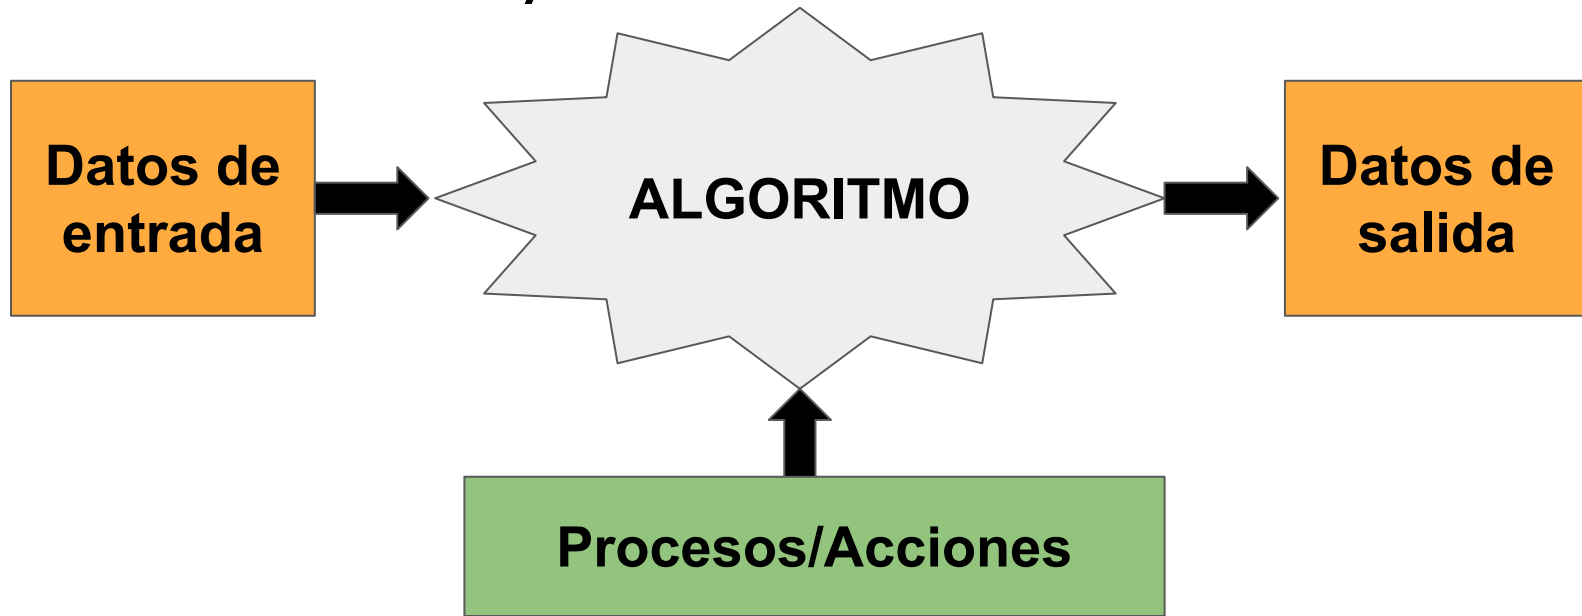 Datos de
entrada
ALGORITMO
Datos de
salida
Procesos/Acciones